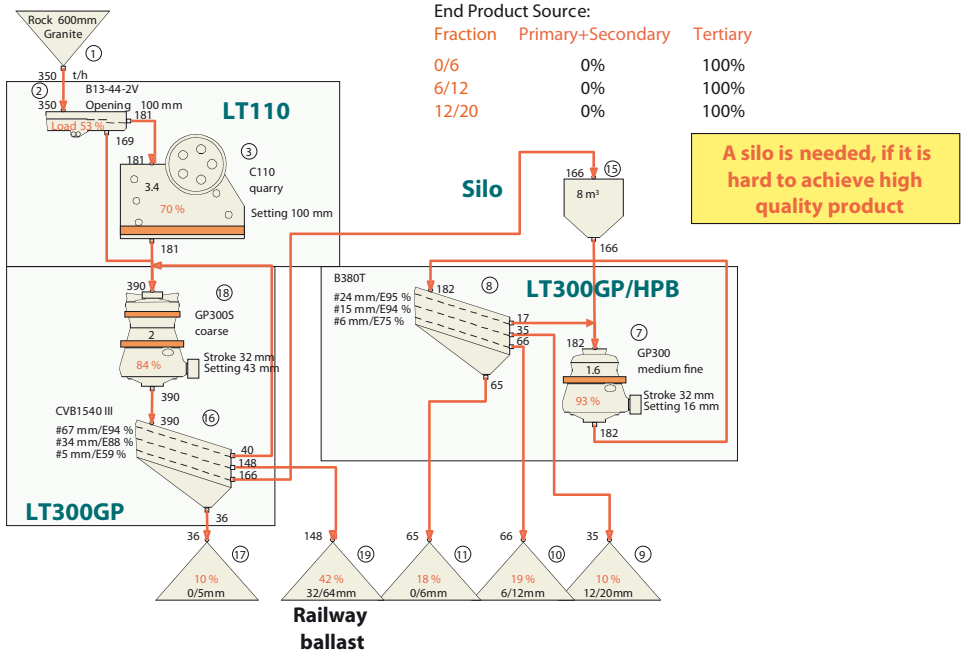 Rock 600mm
Granite
1
350 t/h
2
B13-44-2V
350 Opening 100 mm
Load 53 %
181
169
LT110
181
3
C110
quarry
3.4
70 %
Setting 100 mm
181
End Product Source:
Fraction Primary+Secondary Tertiary
0/6 0% 100%
6/12 0% 100%
12/20 0% 100%
A silo is needed, if it is
hard to achieve high
quality product
Silo
166
15
8 m³
166
390
18
GP300S
coarse
2
84 %
Stroke 32 mm
Setting 43 mm
390
CVB1540 III
390
16
#67 mm/E94 %
#34 mm/E88 %
#5 mm/E59 %
40
148
166
36
LT300GP
B380T
182
8
#24 mm/E95 %
#15 mm/E94 %
#6 mm/E75 %
17
35
66
65
LT300GP/HPB
7
182
GP300
medium fine
1.6
93 %
Stroke 32 mm
Setting 16 mm
182
36
17
10 %
0/5mm
148
19
42 %
32/64mm
Railway
ballast
65
11
18 %
0/6mm
66
10
19 %
6/12mm
35
9
10 %
12/20mm